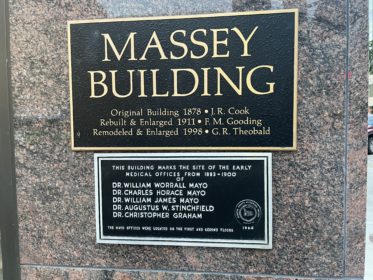 MASSEY
BUILDING
Original Building 1878 • J. R. Cook
Rebuilt & Enlarged 1911 • F. M. Gooding
Remodeled & Enlarged 1998 • G. R. Theobald
THIS BUILDING MARKS THE SITE OF THE EARLY
MEDICAL OFFICES FROM 1883-1900
OF
DR. WILLIAM WORRALL MAYO
DR. CHARLES HORACE MAYO
DR. WILLIAM JAMES MAYO
DR. AUGUSTUS W. STINCHFIELD
DR. CHRISTOPHER GRAHAM
THE MAYO OFFICES WERE LOCATED ON THE FIRST AND SECOND FLOORS